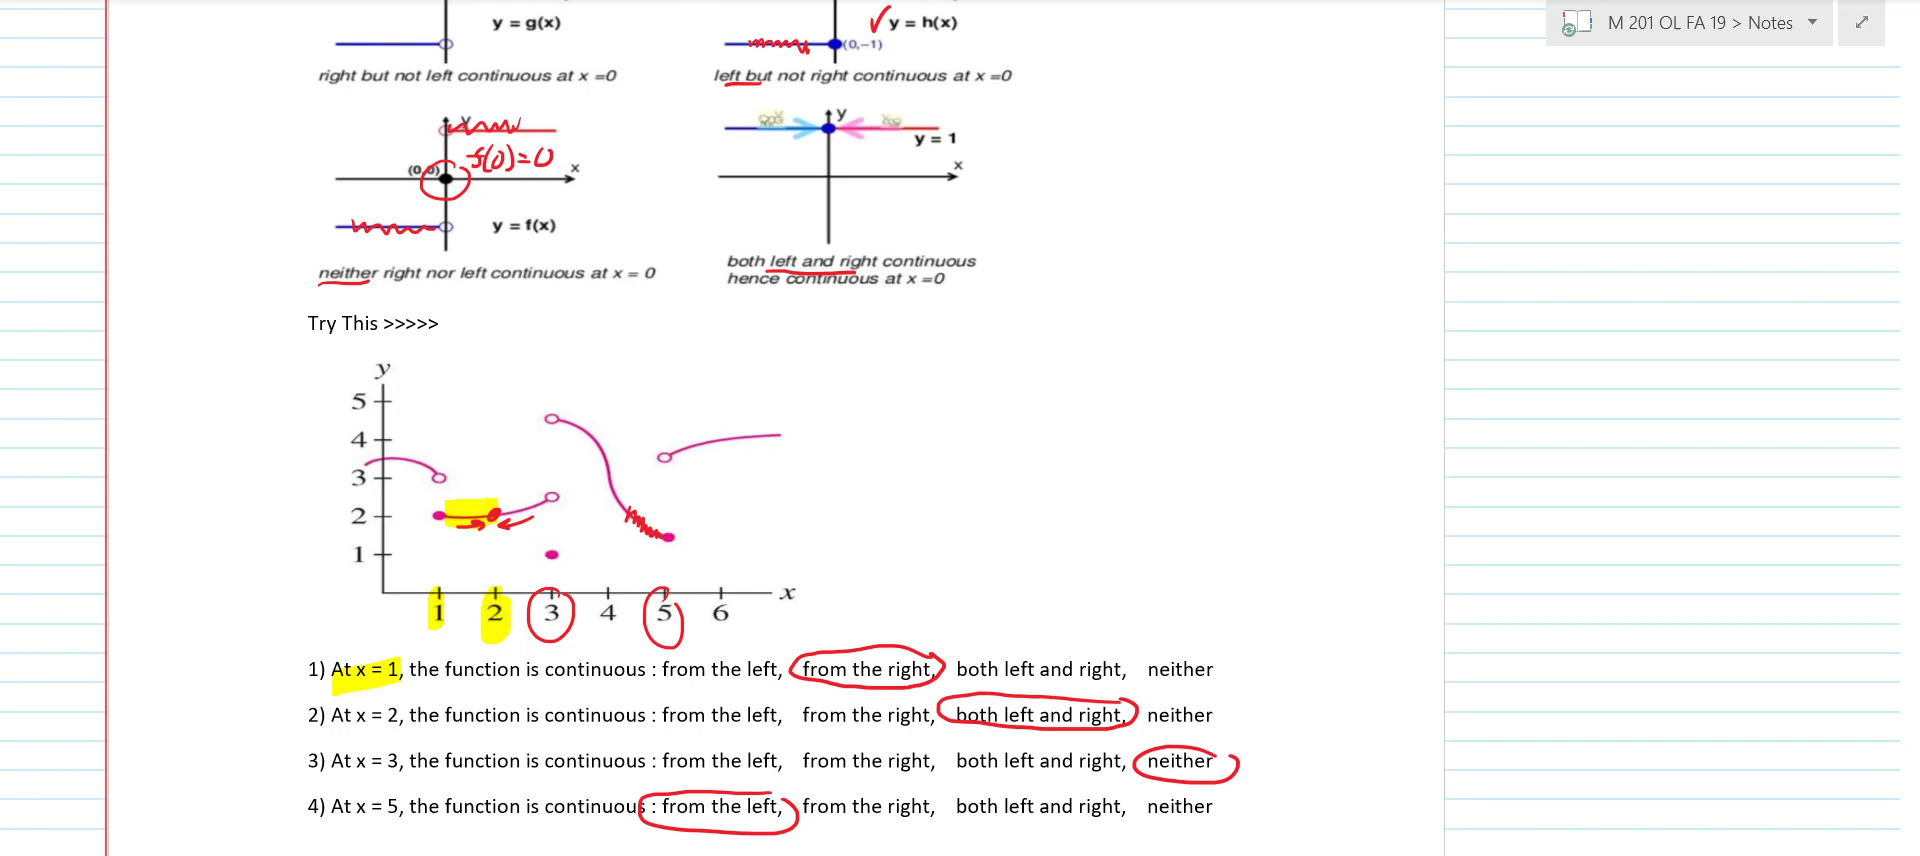 M 201 OL FA 19 > Notes
y = g(x)
y = h(x)
(0,−1)
right but not left continuous at x =0
left but not right continuous at x =0
y
f(0)=0
(0,0)
x
y = f(x)
neither right nor left continuous at x = 0
y
y = 1
x
both left and right continuous
hence continuous at x =0
Try This >>>>>
y
5
4
3
2
1
1 2 3 4 5 6
x
1) At x = 1, the function is continuous : from the left, from the right, both left and right, neither
2) At x = 2, the function is continuous : from the left, from the right, both left and right, neither
3) At x = 3, the function is continuous : from the left, from the right, both left and right, neither
4) At x = 5, the function is continuous : from the left, from the right, both left and right, neither